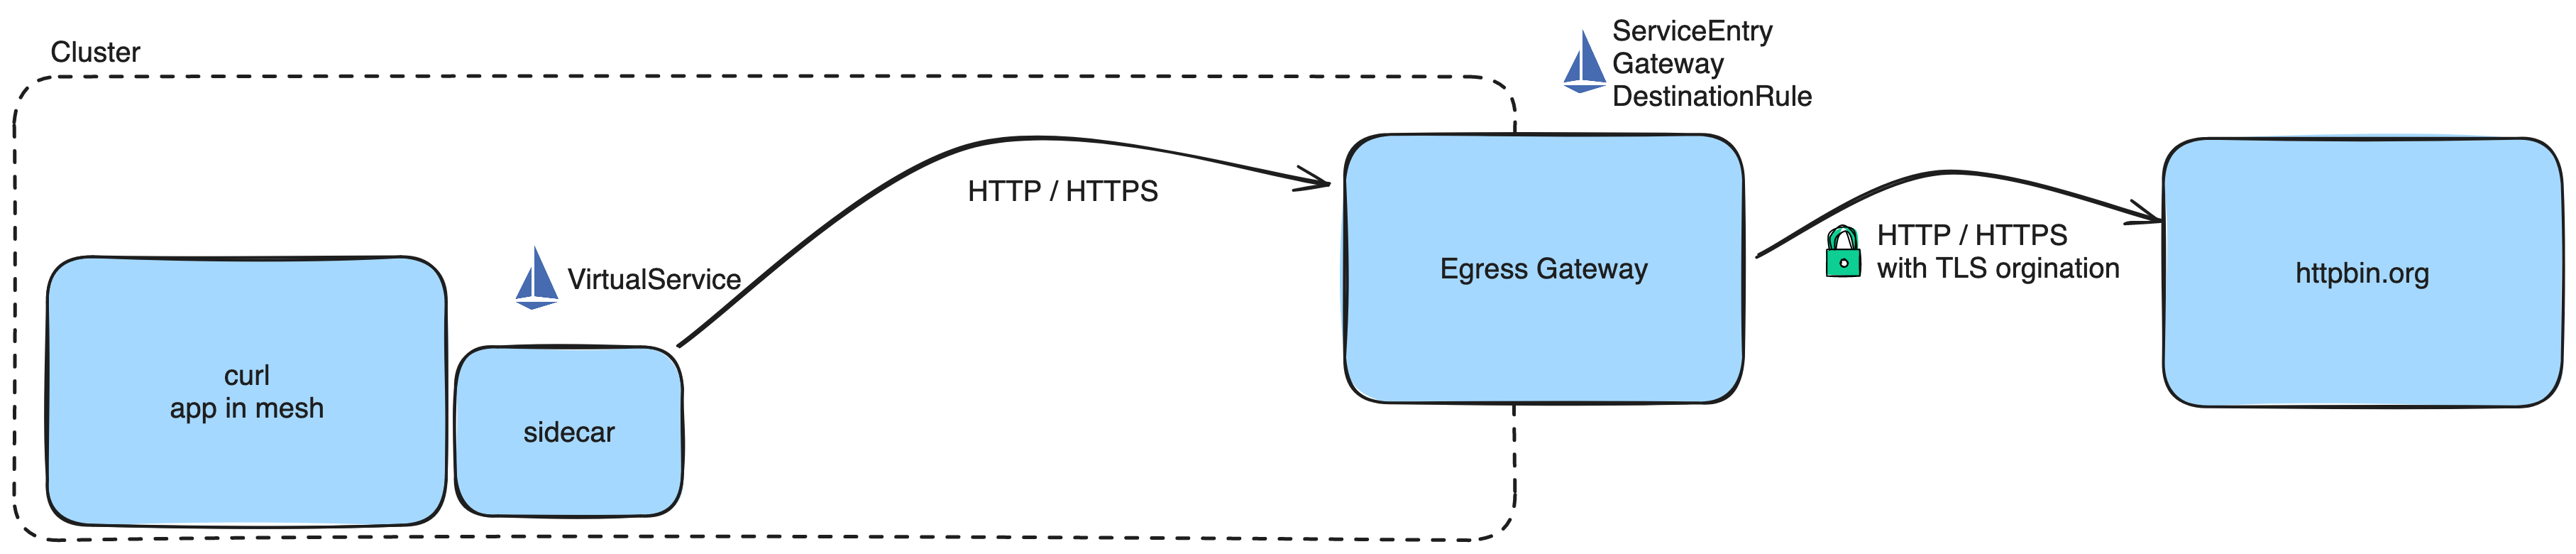 Cluster
ServiceEntry
Gateway
DestinationRule
HTTP / HTTPS
VirtualService
curl
app in mesh
sidecar
Egress Gateway
HTTP / HTTPS
with TLS orgination
httpbin.org